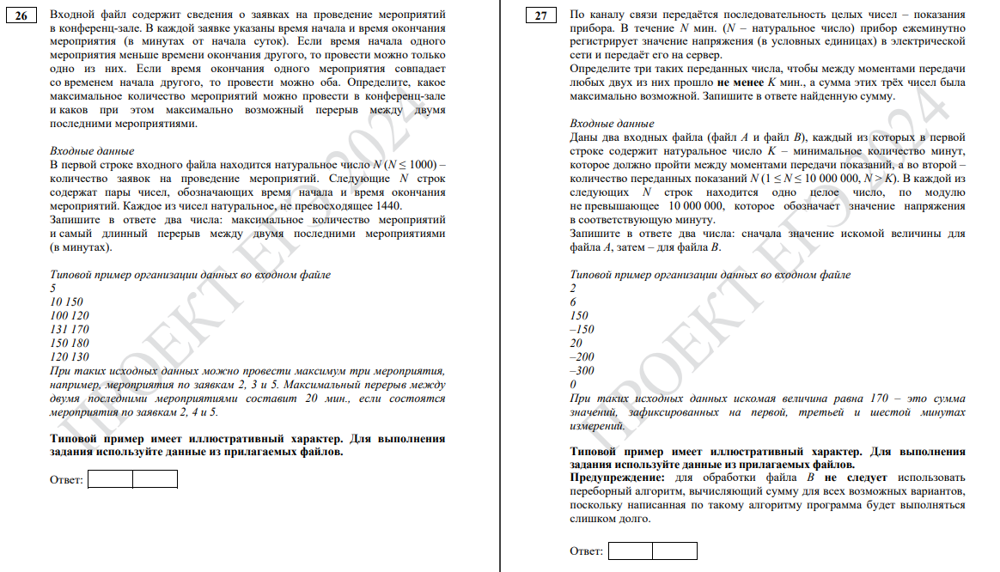 26
Входной файл содержит сведения о заявках на проведение мероприятий
в конференц-зале. В каждой заявке указаны время начала и время окончания
мероприятия (в минутах от начала суток). Если время начала одного
мероприятия меньше времени окончания другого, то провести можно только
одно из них. Если время окончания одного мероприятия совпадает
со временем начала другого, то провести можно оба. Определите, какое
максимальное количество мероприятий можно провести в конференц-зале
и каков при этом максимально возможный перерыв между двумя
последними мероприятиями.
Входные данные
В первой строке входного файла находится натуральное число N (N ≤ 1000) –
количество заявок на проведение мероприятий. Следующие N строк
содержат пары чисел, обозначающих время начала и время окончания
мероприятий. Каждое из чисел натуральное, не превосходящее 1440.
Запишите в ответе два числа: максимальное количество мероприятий
и самый длинный перерыв между двумя последними мероприятиями
(в минутах).
Типовой пример организации данных во входном файле
5
10 150
100 120
131 170
150 180
120 130
При таких исходных данных можно провести максимум три мероприятия,
например, мероприятия по заявкам 2, 3 и 5. Максимальный перерыв между
двумя последними мероприятиями составит 20 мин., если состоятся
мероприятия по заявкам 2, 4 и 5.
Типовой пример имеет иллюстративный характер. Для выполнения
задания используйте данные из прилагаемых файлов.
Ответ:
ПРОЕКТ ЕГЭ 2024
27
По каналу связи передаётся последовательность целых чисел – показания
прибора. В течение N мин. (N – натуральное число) прибор ежеминутно
регистрирует значение напряжения (в условных единицах) в электрической
сети и передаёт его на сервер.
Определите три таких переданных числа, чтобы между моментами передачи
любых двух из них прошло не менее K мин., а сумма этих трёх чисел была
максимально возможной. Запишите в ответе найденную сумму.
Входные данные
Даны два входных файла (файл A и файл B), каждый из которых в первой
строке содержит натуральное число K – минимальное количество минут,
которое должно пройти между моментами передачи показаний, а во второй –
количество переданных показаний N (1 ≤ N ≤ 10 000 000, N > K). В каждой из
следующих N строк находится одно целое число, по модулю
не превышающее 10 000 000, которое обозначает значение напряжения
в соответствующую минуту.
Запишите в ответе два числа: сначала значение искомой величины для
файла A, затем – для файла B.
Типовой пример организации данных во входном файле
2
6
150
–150
20
–200
–300
0
При таких исходных данных искомая величина равна 170 – это сумма
значений, зафиксированных на первой, третьей и шестой минутах
измерений.
Типовой пример имеет иллюстративный характер. Для выполнения
задания используйте данные из прилагаемых файлов.
Предупреждение: для обработки файла B не следует использовать
переборный алгоритм, вычисляющий сумму для всех возможных вариантов,
поскольку написанная по такому алгоритму программа будет выполняться
слишком долго.
Ответ:
ПРОЕКТ ЕГЭ 2024